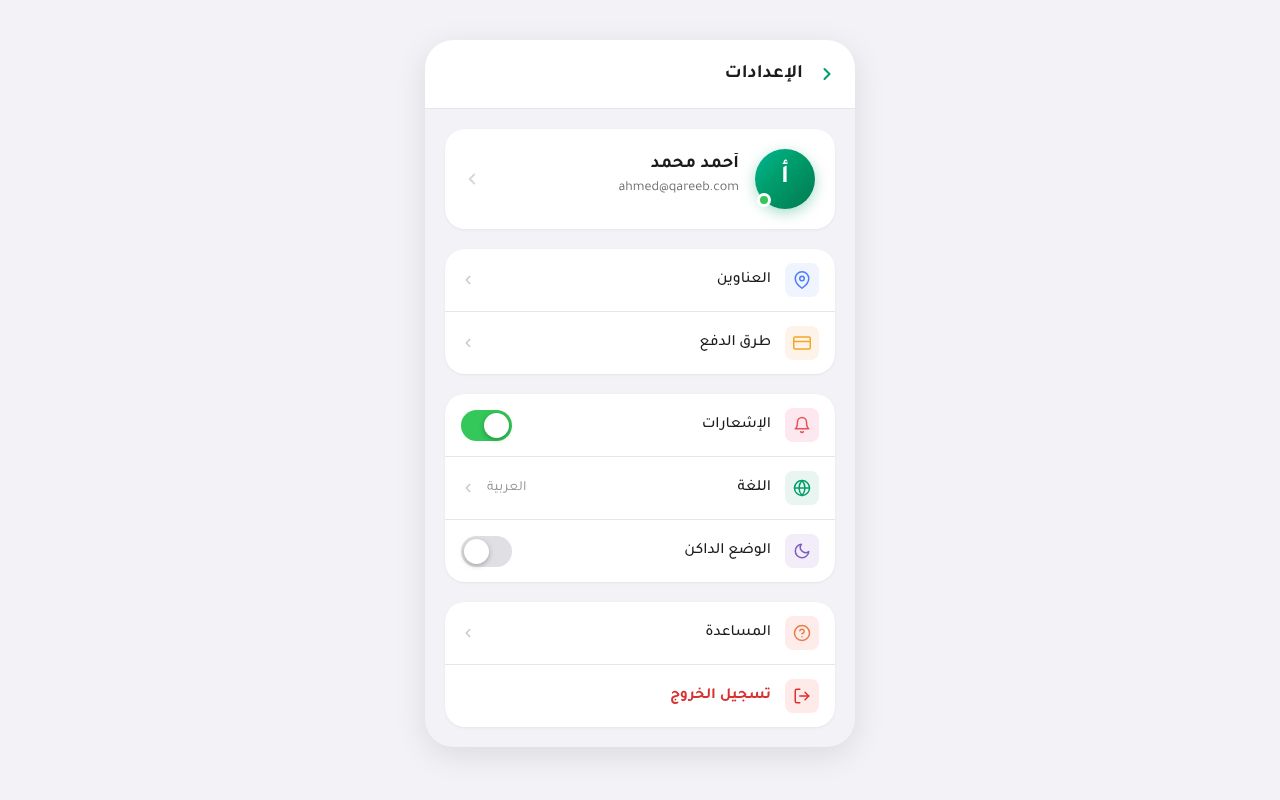 الإعدادات
أ
أحمد محمد
ahmed@qareeb.com
العناوين
طرق الدفع
الإشعارات
اللغة
العربية
الوضع الداكن
المساعدة
تسجيل الخروج